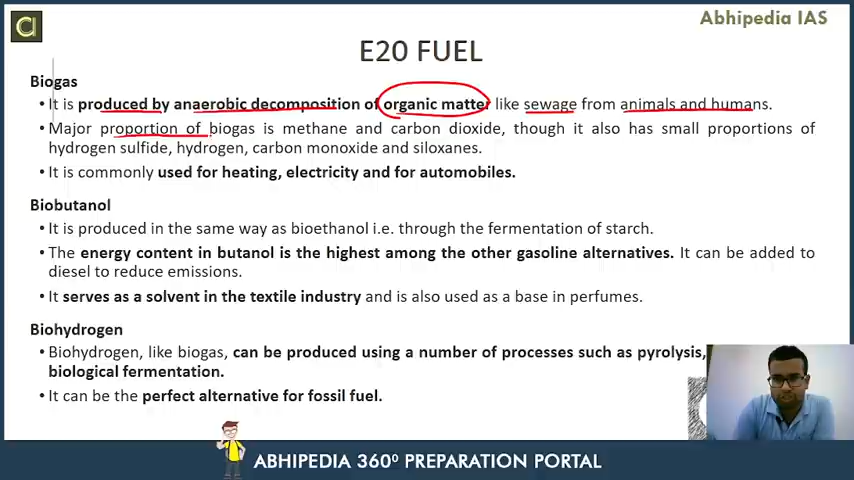 Abhipedia IAS
E20 FUEL
Biogas
• It is produced by anaerobic decomposition of organic matter like sewage from animals and humans.
• Major proportion of biogas is methane and carbon dioxide, though it also has small proportions of
hydrogen sulfide, hydrogen, carbon monoxide and siloxanes.
• It is commonly used for heating, electricity and for automobiles.
Biobutanol
• It is produced in the same way as bioethanol i.e. through the fermentation of starch.
• The energy content in butanol is the highest among the other gasoline alternatives. It can be added to
diesel to reduce emissions.
• It serves as a solvent in the textile industry and is also used as a base in perfumes.
Biohydrogen
• Biohydrogen, like biogas, can be produced using a number of processes such as pyrolysis,
biological fermentation.
• It can be the perfect alternative for fossil fuel.
ABHIPEDIA 360° PREPARATION PORTAL